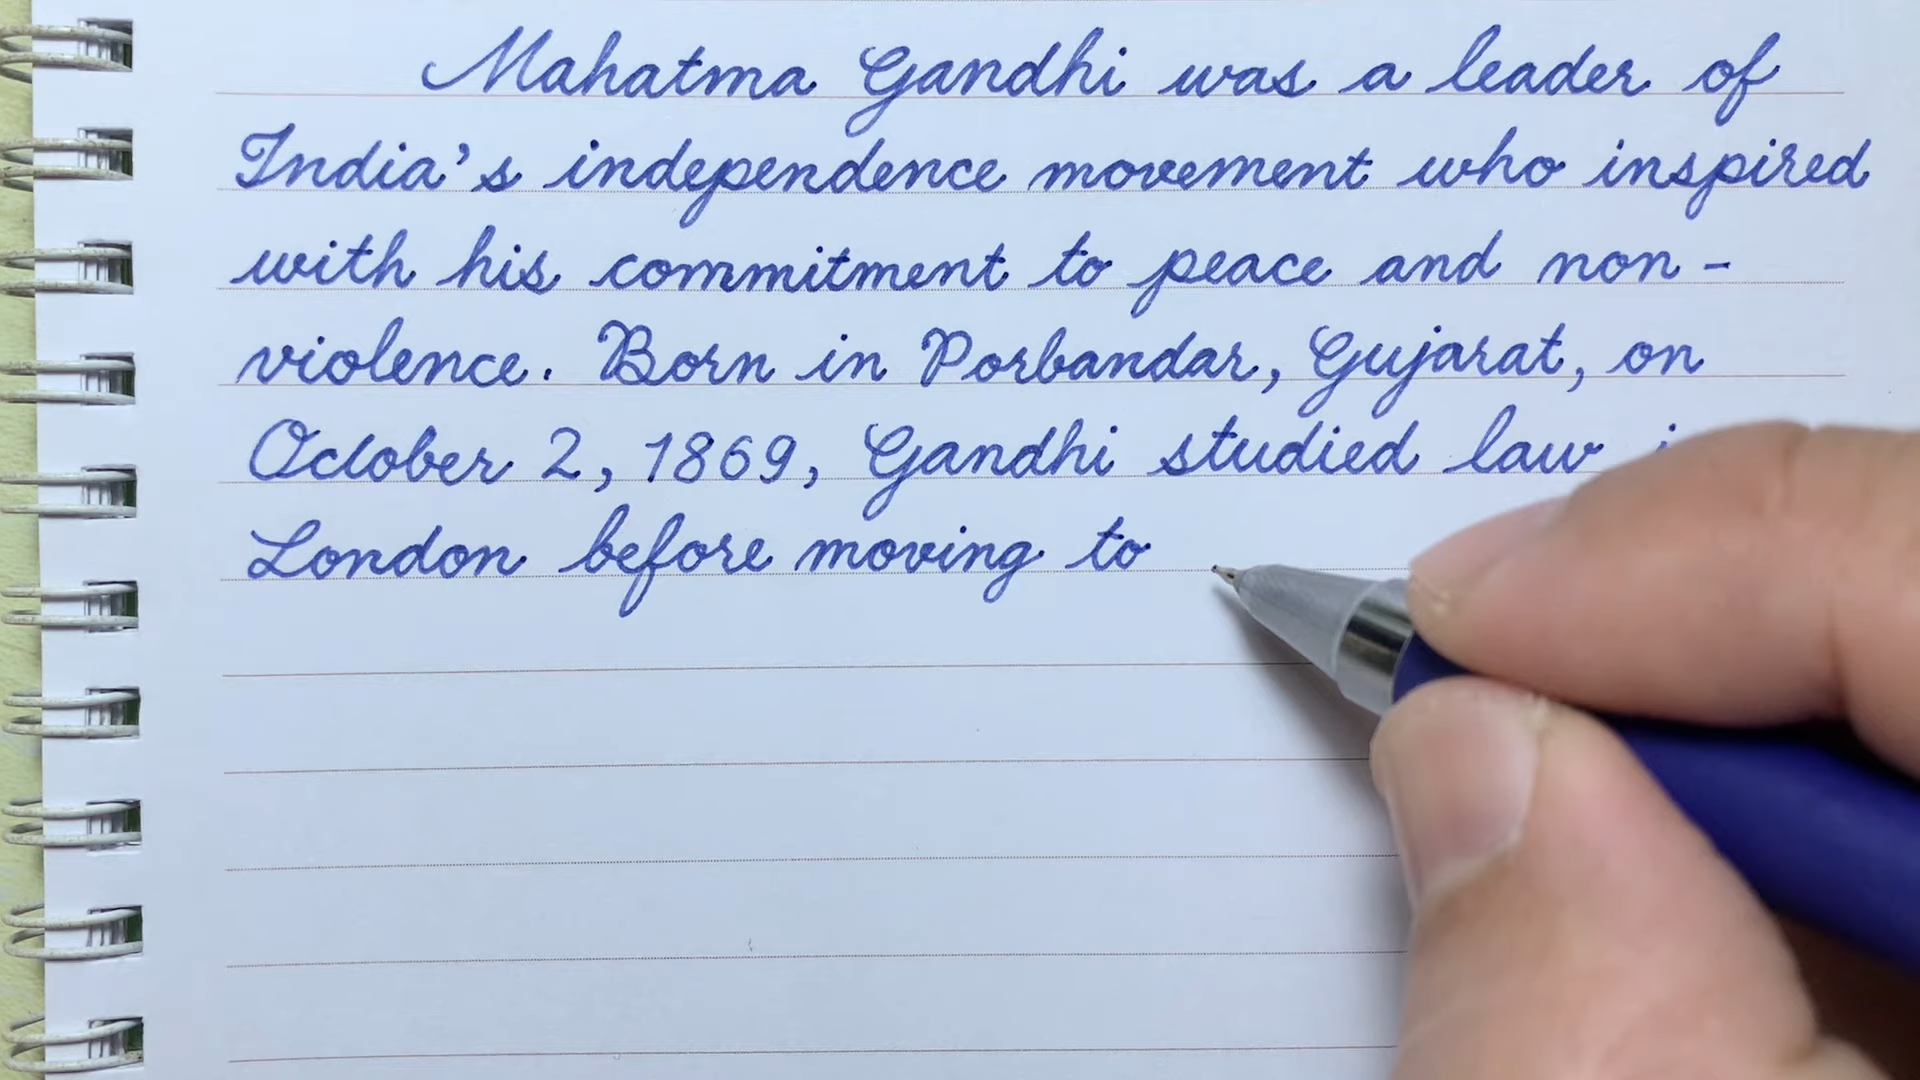 Mahatma Gandhi was a leader of
India's independence movement who inspired
with his commitment to peace and non-
violence. Born in Porbandar, Gujarat, on
October 2, 1869, Gandhi studied law
London before moving to